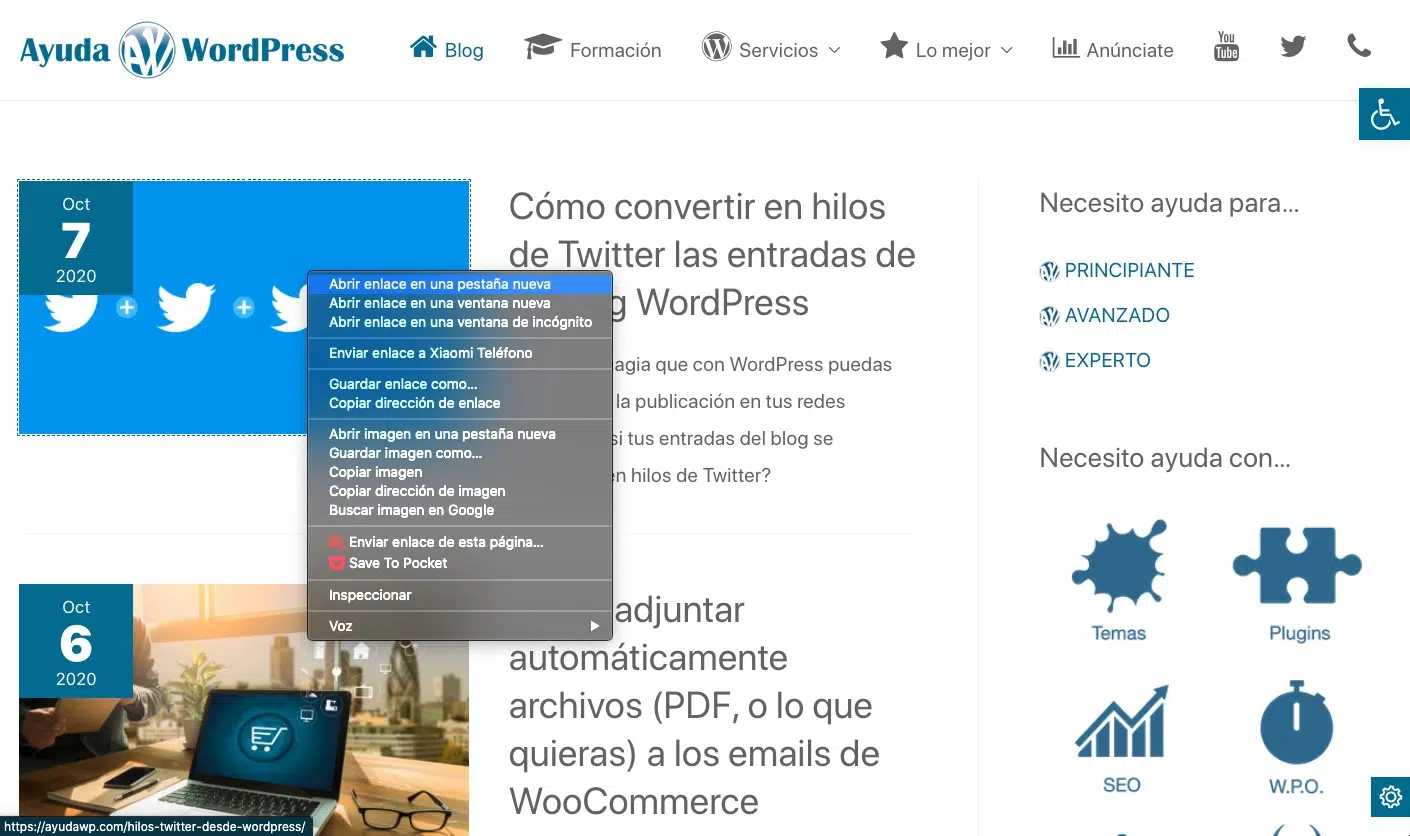 Ayuda WordPress
Blog
Formación
Servicios
Lo mejor
Anúnciate
You
Tube
Oct
7
2020
Cómo convertir en hilos
de Twitter las entradas de
g WordPress
agia que con WordPress puedas
la publicación en tus redes
si tus entradas del blog se
en hilos de Twitter?
Abrir enlace en una pestaña nueva
Abrir enlace en una ventana nueva
Abrir enlace en una ventana de incógnito
Enviar enlace a Xiaomi Teléfono
Guardar enlace como...
Copiar dirección de enlace
Abrir imagen en una pestaña nueva
Guardar imagen como...
Copiar imagen
Copiar dirección de imagen
Buscar imagen en Google
Enviar enlace de esta página...
Save To Pocket
Inspeccionar
Voz
Oct
6
2020
adjuntar
automáticamente
archivos (PDF, o lo que
quieras) a los emails de
WooCommerce
Necesito ayuda para...
PRINCIPIANTE
AVANZADO
EXPERTO
Necesito ayuda con...
Temas
Plugins
SEO
W.P.O.
https://ayudawp.com/hilos-twitter-desde-wordpress/